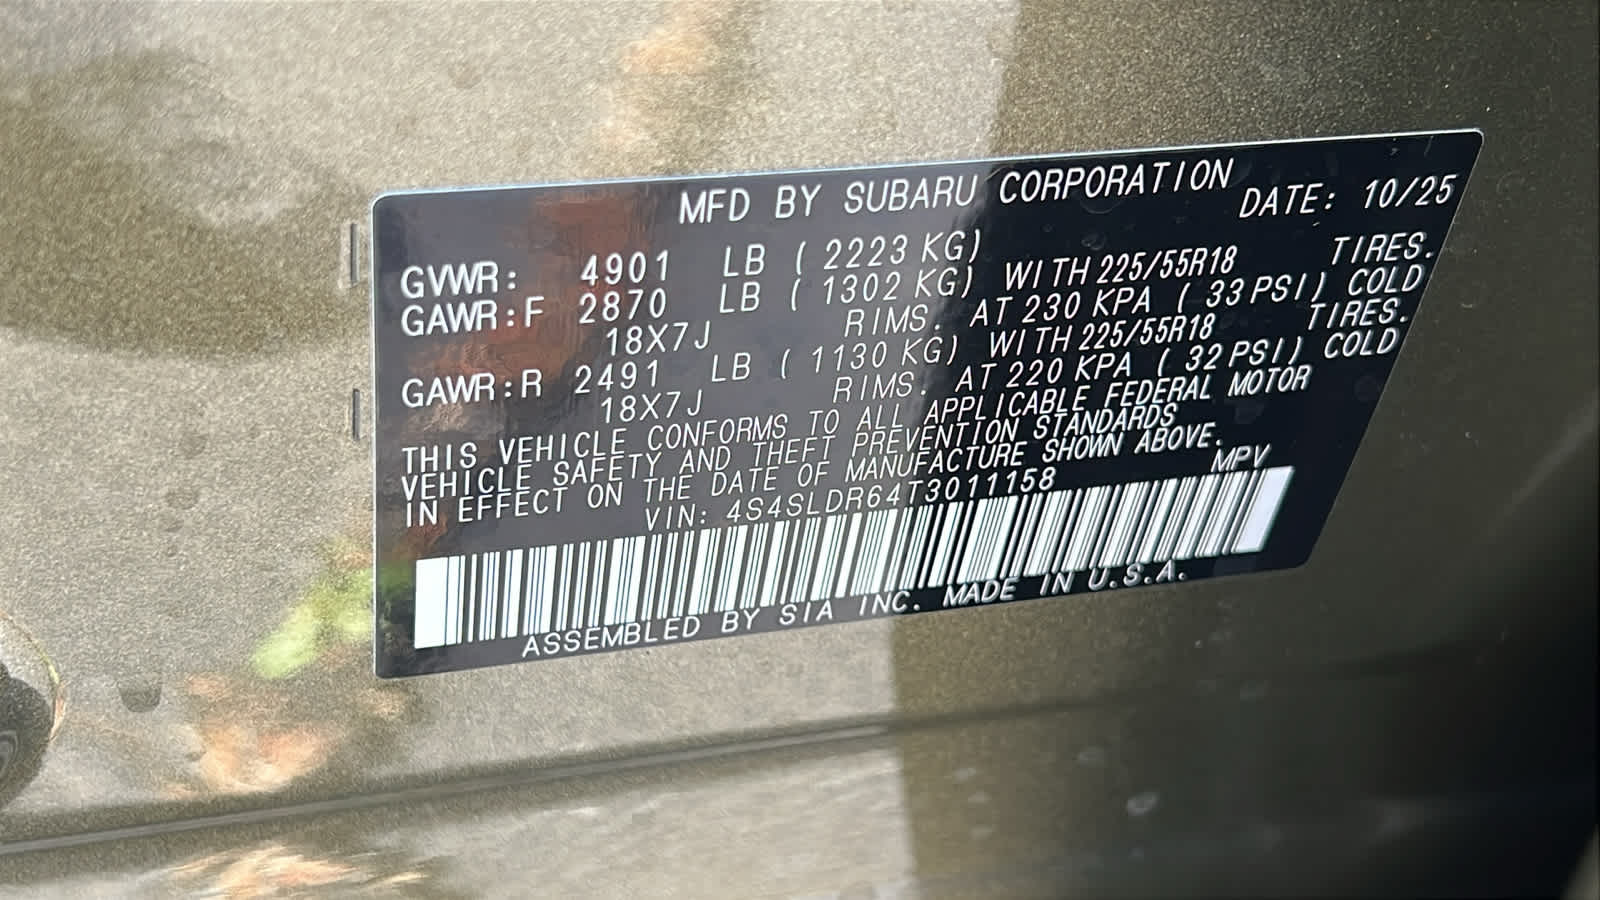 MFD BY SUBARU CORPORATION DATE: 10/25
GVWR: 4901 LB ( 2223 KG)
GAWR:F 2870 LB ( 1302 KG) WITH 225/55R18 TIRES.
18X7J RIMS. AT 230 KPA ( 33 PSI) COLD
GAWR:R 2491 LB ( 1130 KG) WITH 225/55R18 TIRES.
18X7J RIMS. AT 220 KPA ( 32 PSI) COLD
THIS VEHICLE CONFORMS TO ALL APPLICABLE FEDERAL MOTOR
VEHICLE SAFETY AND THEFT PREVENTION STANDARDS
IN EFFECT ON THE DATE OF MANUFACTURE SHOWN ABOVE.
VIN: 4S4SLDR64T3011158 MPV
ASSEMBLED BY SIA INC. MADE IN U.S.A.